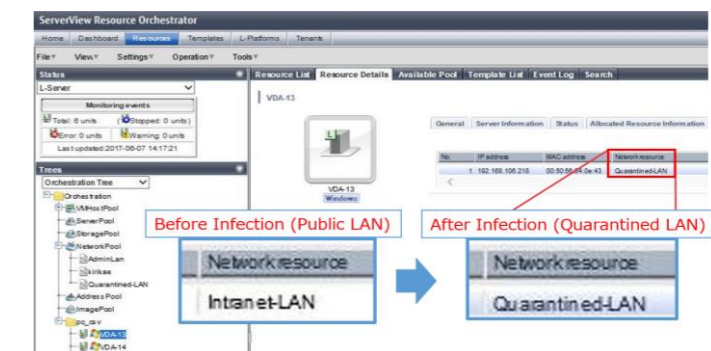 ServerView Resource Orchestrator
Home Dashboard Resources Templates L-Platforms Tenants
File View Settings Operation Tools
Status
L-Server
Monitoring events
Total: 6 units (Stopped: 0 units)
Error: 0 units Warning: 0 units
Last updated:2017-06-07 14:17:21
Trees
Orchestration Tree
Orchestration
VMHostPool
ServerPool
StoragePool
NetworkPool
AdminLan
kirikae
Quarantined-LAN
Address Pool
ImagePool
VDA-13
VDA-14
Resource List Resource Details Available Pool Template List Event Log Search
VDA-13
VDA-13
Windows
General Server Information Status Allocated Resource Information
No. IP address MAC address Network resource
1 192.168.106.218 Quarantined-LAN
Before Infection (Public LAN)
Network resource
Intranet-LAN
After Infection (Quarantined LAN)
Network resource
Quarantined-LAN